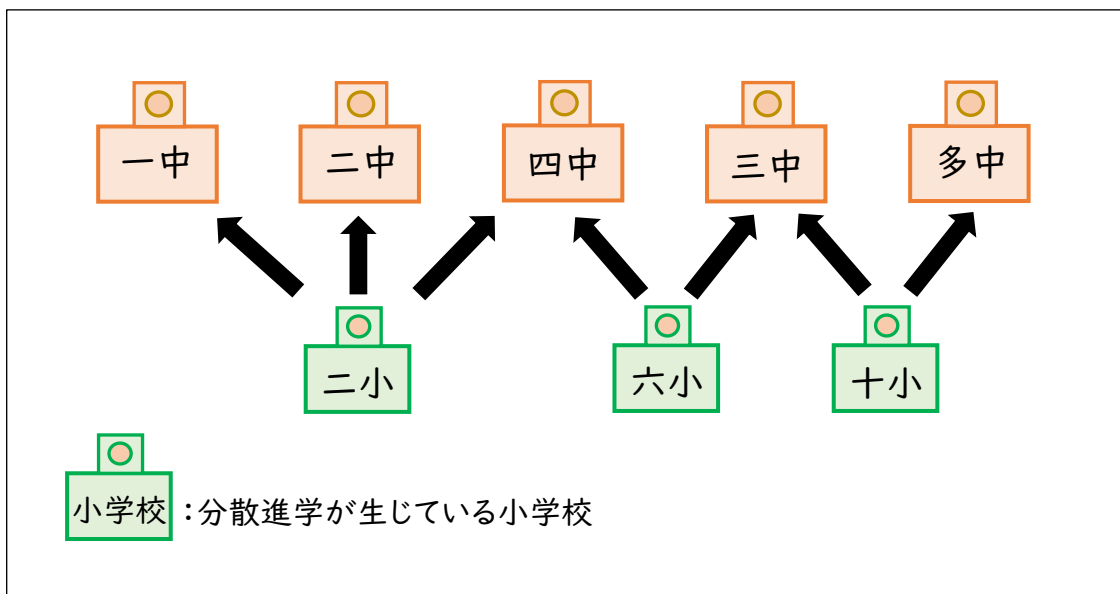 一中 二中 四中 三中 多中
二小 六小 十小
小学校 :分散進学が生じている小学校